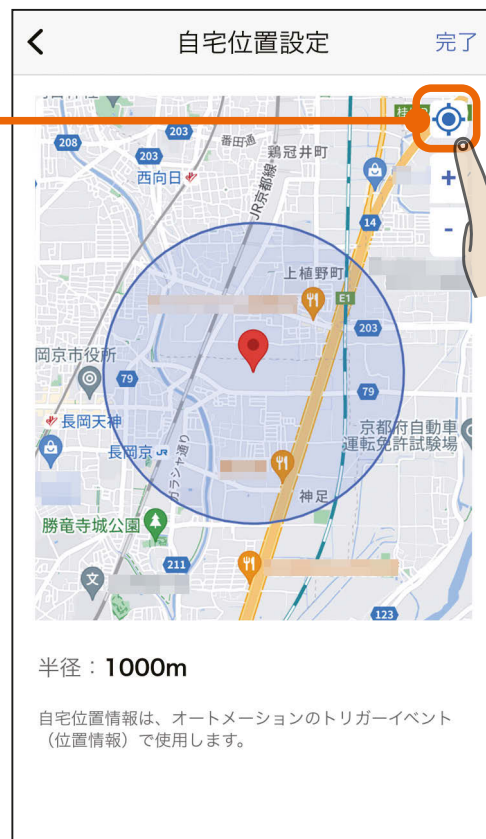 自宅位置設定
完了
桂
208
203
203
番田通
鶏冠井町
西向日
JR京都線
+
14
-
上植野町
E1
203
岡京市役所
79
79
長岡天神
京都府自動車
運転免許試験場
長岡京
ガラシャ通り
神足
勝竜寺城公園
211
文
123
半径：1000m
自宅位置情報は、オートメーションのトリガーイベント
（位置情報）で使用します。